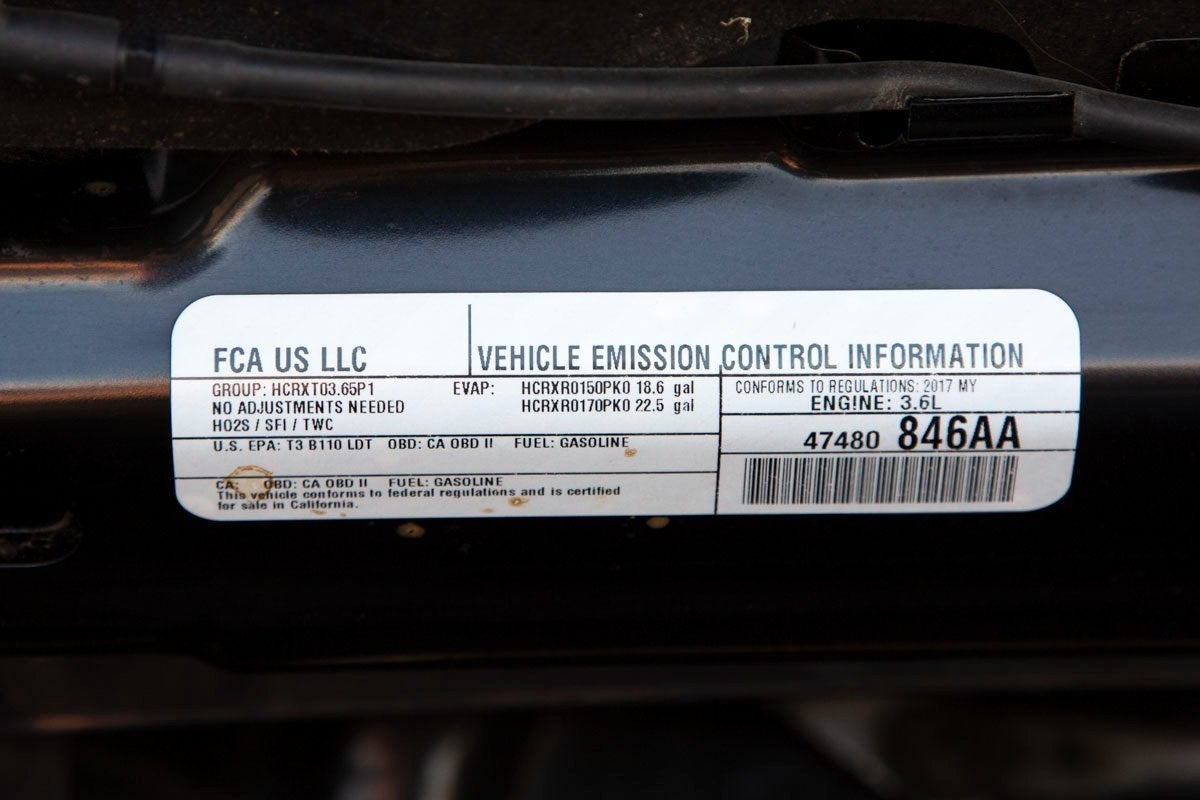 FCA US LLC
VEHICLE EMISSION CONTROL INFORMATION
GROUP: HCRXT03.65P1
NO ADJUSTMENTS NEEDED
HO2S / SFI / TWC
EVAP: HCRXR0150PK0 18.6 gal
HCRXR0170PK0 22.5 gal
CONFORMS TO REGULATIONS: 2017 MY
ENGINE: 3.6L
U.S. EPA: T3 B110 LDT OBD: CA OBD II FUEL: GASOLINE
47480 846AA
CA: OBD: CA OBD II FUEL: GASOLINE
This vehicle conforms to federal regulations and is certified
for sale in California.